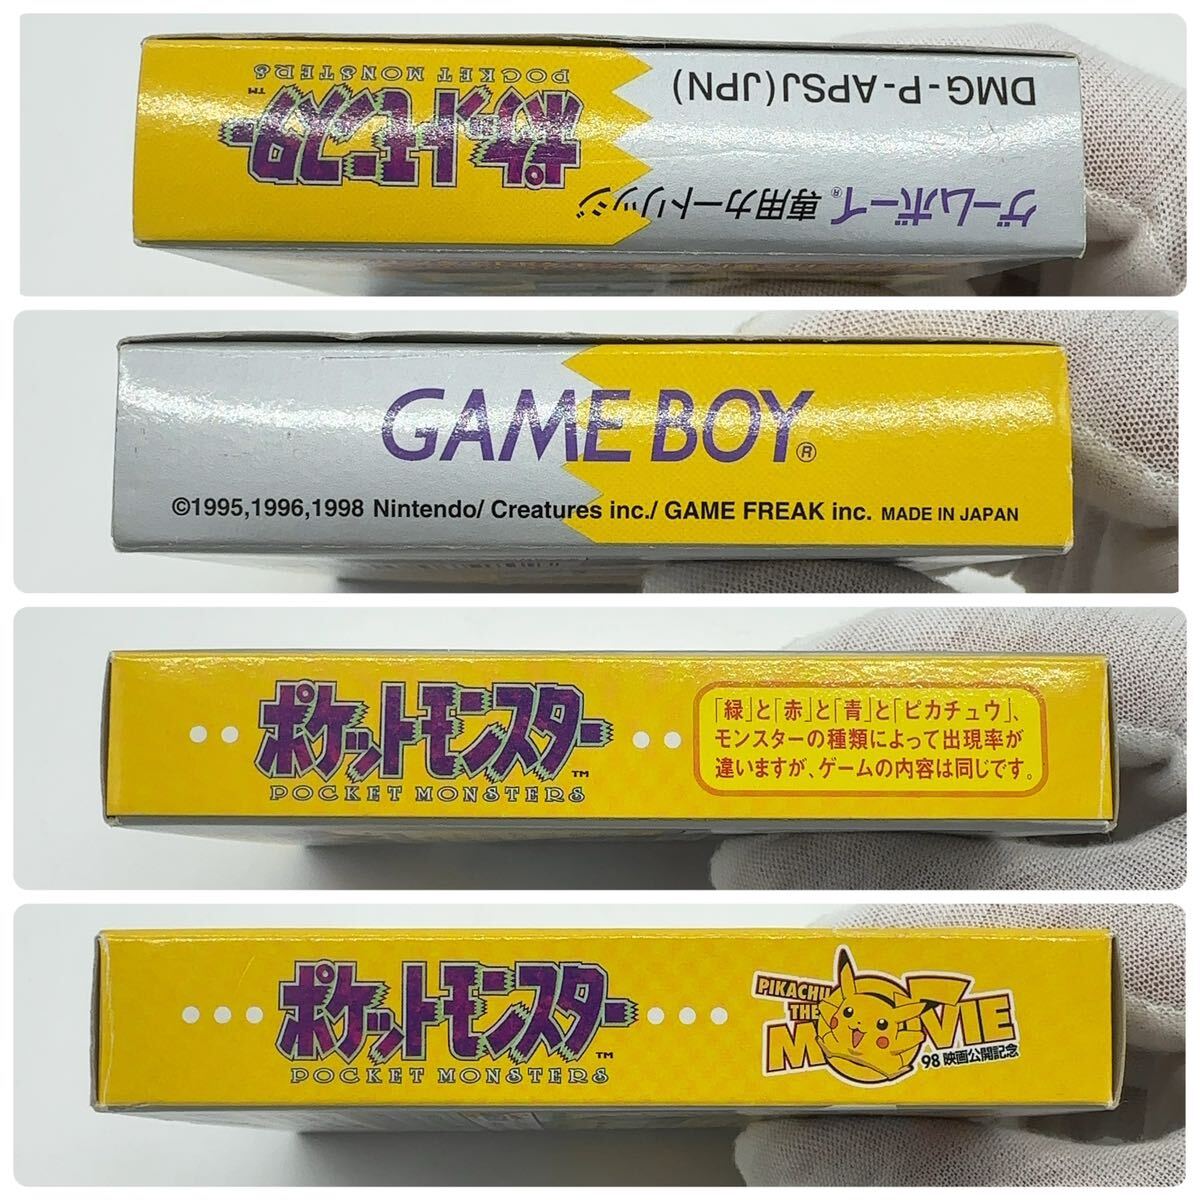 ポケットモンスター™
POCKET MONSTERS
DMG-P-APSJ(JPN)
ゲームボーイ®専用カートリッジ
GAME BOY®
©1995,1996,1998 Nintendo/ Creatures inc./ GAME FREAK inc. MADE IN JAPAN
ポケットモンスター™
POCKET MONSTERS
「緑」と「赤」と「青」と「ピカチュウ」、
モンスターの種類によって出現率が
違いますが、ゲームの内容は同じです。
ポケットモンスター™
POCKET MONSTERS
PIKACHU
THE
MOVIE
98 映画公開記念